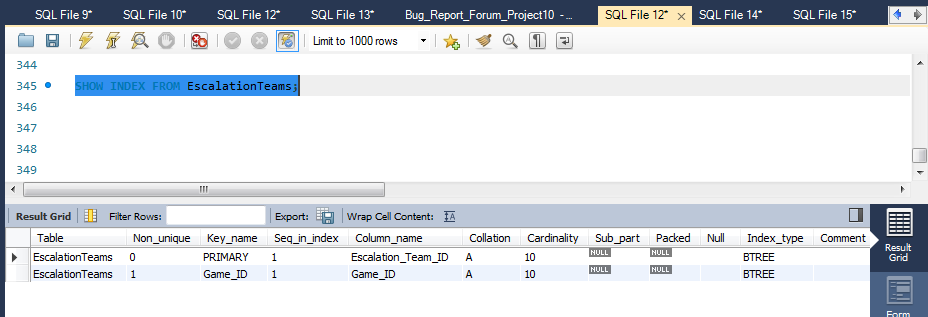 SQL File 9* SQL File 10* SQL File 12* SQL File 13* Bug_Report_Forum_Project10 - ... SQL File 12* SQL File 14* SQL File 15*
Limit to 1000 rows
344
345 SHOW INDEX FROM EscalationTeams;
346
347
348
349
Result Grid Filter Rows: Export: Wrap Cell Content:
Table Non_unique Key_name Seq_in_index Column_name Collation Cardinality Sub_part Packed Null Index_type Comment
EscalationTeams 0 PRIMARY 1 Escalation_Team_ID A 10 NULL NULL BTREE
EscalationTeams 1 Game_ID 1 Game_ID A 10 NULL NULL BTREE
Result
Grid
Form